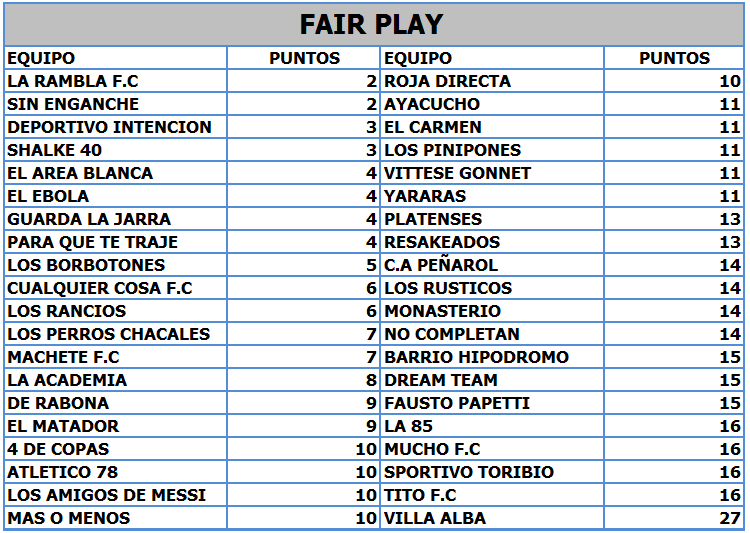 FAIR PLAY
EQUIPO PUNTOS EQUIPO PUNTOS
LA RAMBLA F.C 2 ROJA DIRECTA 10
SIN ENGANCHE 2 AYACUCHO 11
DEPORTIVO INTENCION 3 EL CARMEN 11
SHALKE 40 3 LOS PINIPONES 11
EL AREA BLANCA 4 VITTESE GONNET 11
EL EBOLA 4 YARARAS 11
GUARDA LA JARRA 4 PLATENSES 13
PARA QUE TE TRAJE 4 RESAKEADOS 13
LOS BORBOTONES 5 C.A PEÑAROL 14
CUALQUIER COSA F.C 6 LOS RUSTICOS 14
LOS RANCIOS 6 MONASTERIO 14
LOS PERROS CHACALES 7 NO COMPLETAN 14
MACHETE F.C 7 BARRIO HIPODROMO 15
LA ACADEMIA 8 DREAM TEAM 15
DE RABONA 9 FAUSTO PAPETTI 15
EL MATADOR 9 LA 85 16
4 DE COPAS 10 MUCHO F.C 16
ATLETICO 78 10 SPORTIVO TORIBIO 16
LOS AMIGOS DE MESSI 10 TITO F.C 16
MAS O MENOS 10 VILLA ALBA 27